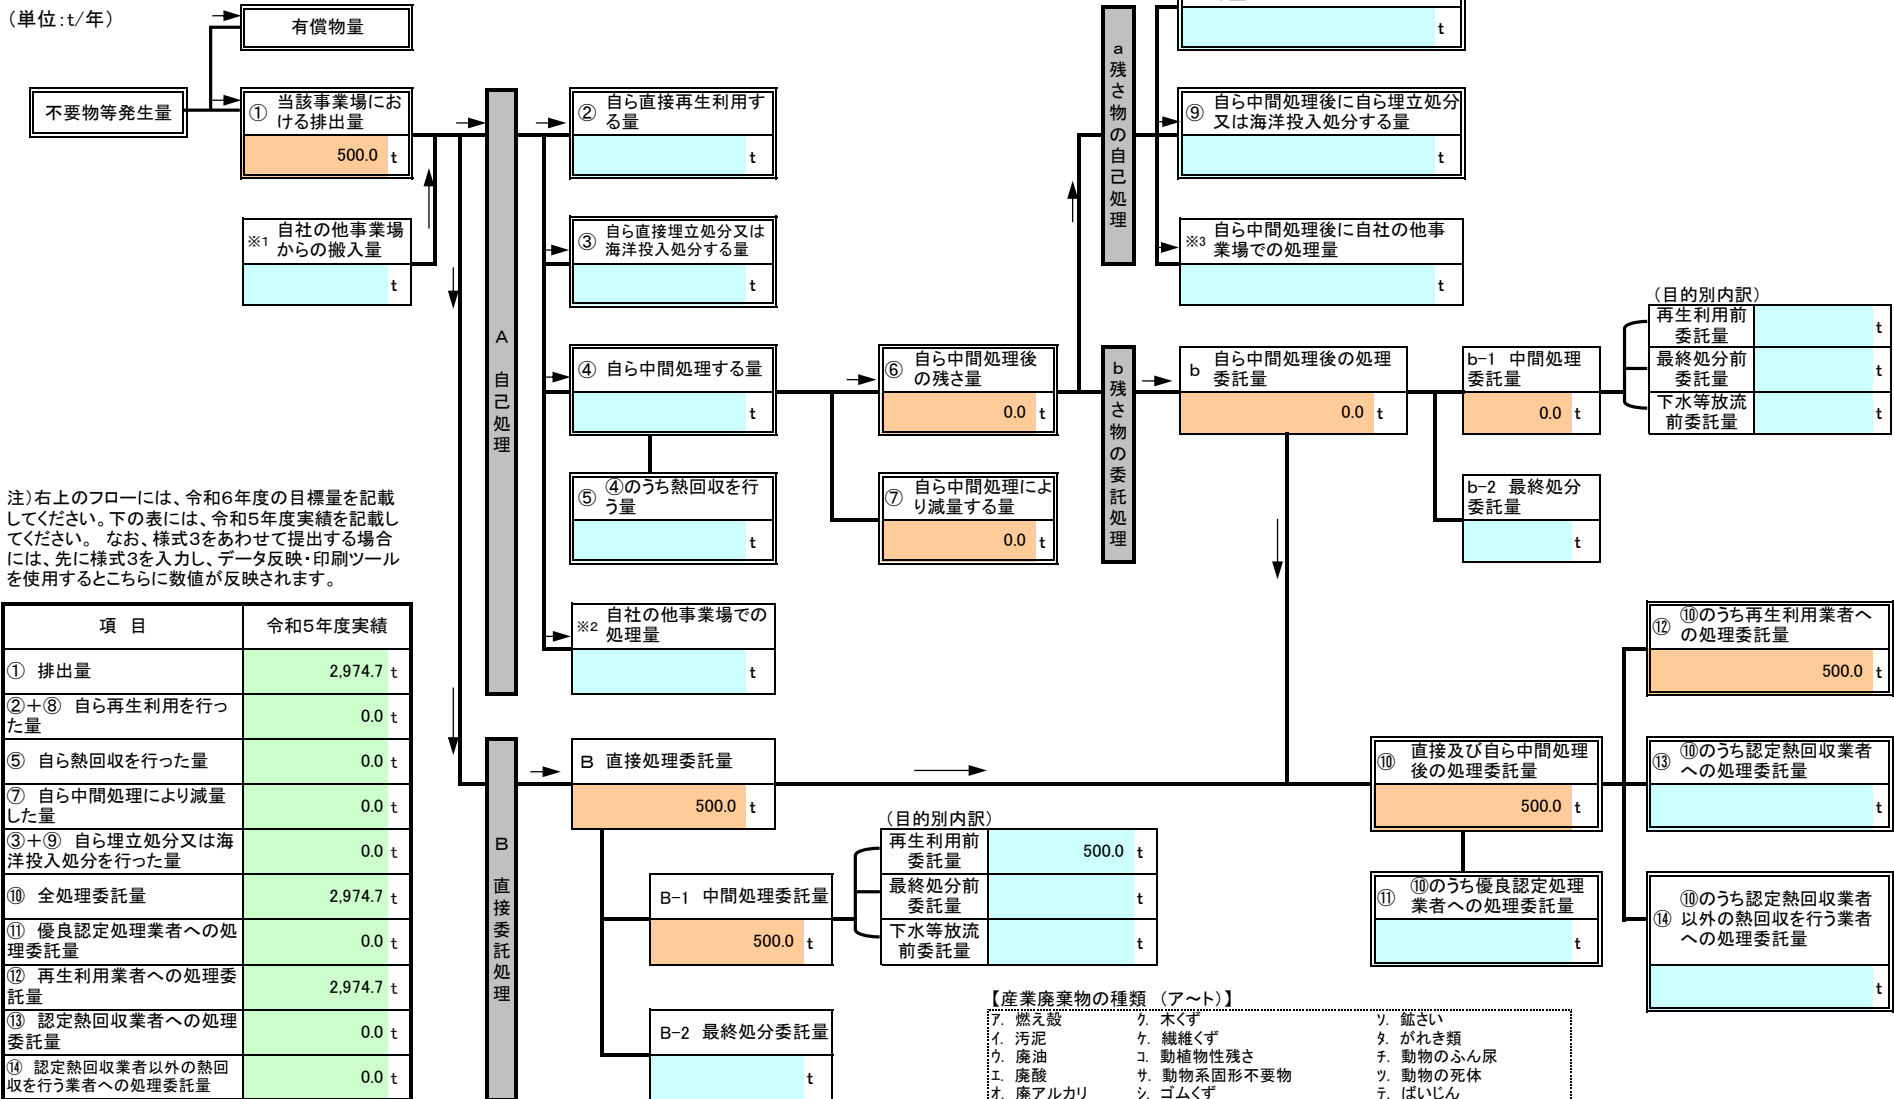 （単位：t/年）
有償物量
不要物等発生量
① 当該事業場にお
ける排出量
500.0 t
※1 自社の他事業場
からの搬入量
t
A 自己処理
② 自ら直接再生利用す
る量
t
③ 自ら直接埋立処分又は
海洋投入処分する量
t
④ 自ら中間処理する量
t
⑤ ④のうち熱回収を行
う量
t
※2 自社の他事業場での
処理量
t
⑥ 自ら中間処理後
の残さ量
0.0 t
⑦ 自ら中間処理によ
り減量する量
0.0 t
a 残さ物の自己処理
t
⑨ 自ら中間処理後に自ら埋立処分
又は海洋投入処分する量
t
※3 自ら中間処理後に自社の他事
業場での処理量
t
b 残さ物の委託処理
b 自ら中間処理後の処理
委託量
0.0 t
b-1 中間処理
委託量
0.0 t
（目的別内訳）
再生利用前
委託量
t
最終処分前
委託量
t
下水等放流
前委託量
t
b-2 最終処分
委託量
t
注）右上のフローには、令和6年度の目標量を記載
してください。下の表には、令和5年度実績を記載し
てください。 なお、様式3をあわせて提出する場合
には、先に様式3を入力し、データ反映・印刷ツール
を使用するとこちらに数値が反映されます。
項 目 令和5年度実績
① 排出量 2,974.7 t
②＋⑧ 自ら再生利用を行っ
た量 0.0 t
⑤ 自ら熱回収を行った量 0.0 t
⑦ 自ら中間処理により減量
した量 0.0 t
③＋⑨ 自ら埋立処分又は海
洋投入処分を行った量 0.0 t
⑩ 全処理委託量 2,974.7 t
⑪ 優良認定処理業者への処
理委託量 0.0 t
⑫ 再生利用業者への処理委
託量 2,974.7 t
⑬ 認定熱回収業者への処理
委託量 0.0 t
⑭ 認定熱回収業者以外の熱回
収を行う業者への処理委託量 0.0 t
B 直接委託処理
B 直接処理委託量
500.0 t
B-1 中間処理委託量
500.0 t
（目的別内訳）
再生利用前
委託量
500.0 t
最終処分前
委託量
t
下水等放流
前委託量
t
B-2 最終処分委託量
t
⑩ 直接及び自ら中間処理
後の処理委託量
500.0 t
⑪ ⑩のうち優良認定処理
業者への処理委託量
t
⑫ ⑩のうち再生利用業者へ
の処理委託量
500.0 t
⑬ ⑩のうち認定熱回収業者
への処理委託量
t
⑭ ⑩のうち認定熱回収業者
以外の熱回収を行う業者
への処理委託量
t
【産業廃棄物の種類 （ア～ト）】
ア. 燃え殻 ク. 木くず ソ. 鉱さい
イ. 汚泥 ケ. 繊維くず タ. がれき類
ウ. 廃油 コ. 動植物性残さ チ. 動物のふん尿
エ. 廃酸 サ. 動物系固形不要物 ツ. 動物の死体
オ. 廃アルカリ シ. ゴムくず テ. ばいじん